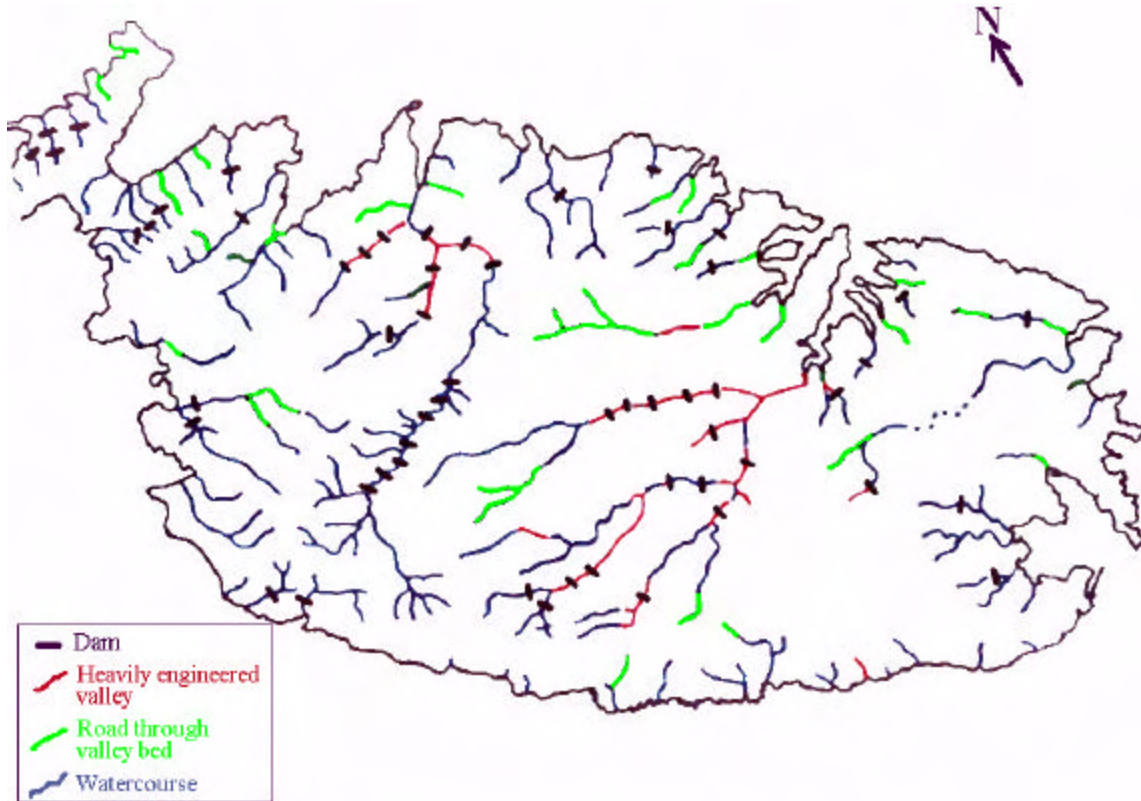 N
Dam
Heavily engineered
valley
Road through
valley bed
Watercourse